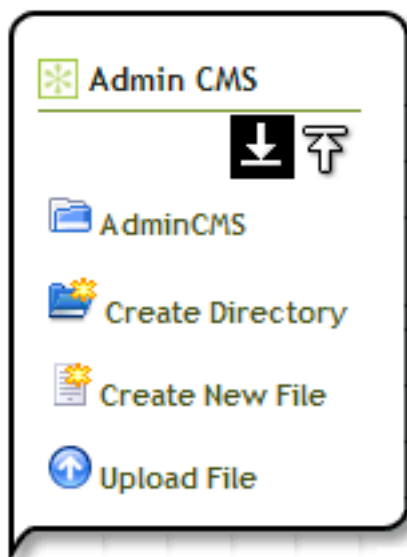 Admin CMS
AdminCMS
Create Directory
Create New File
Upload File